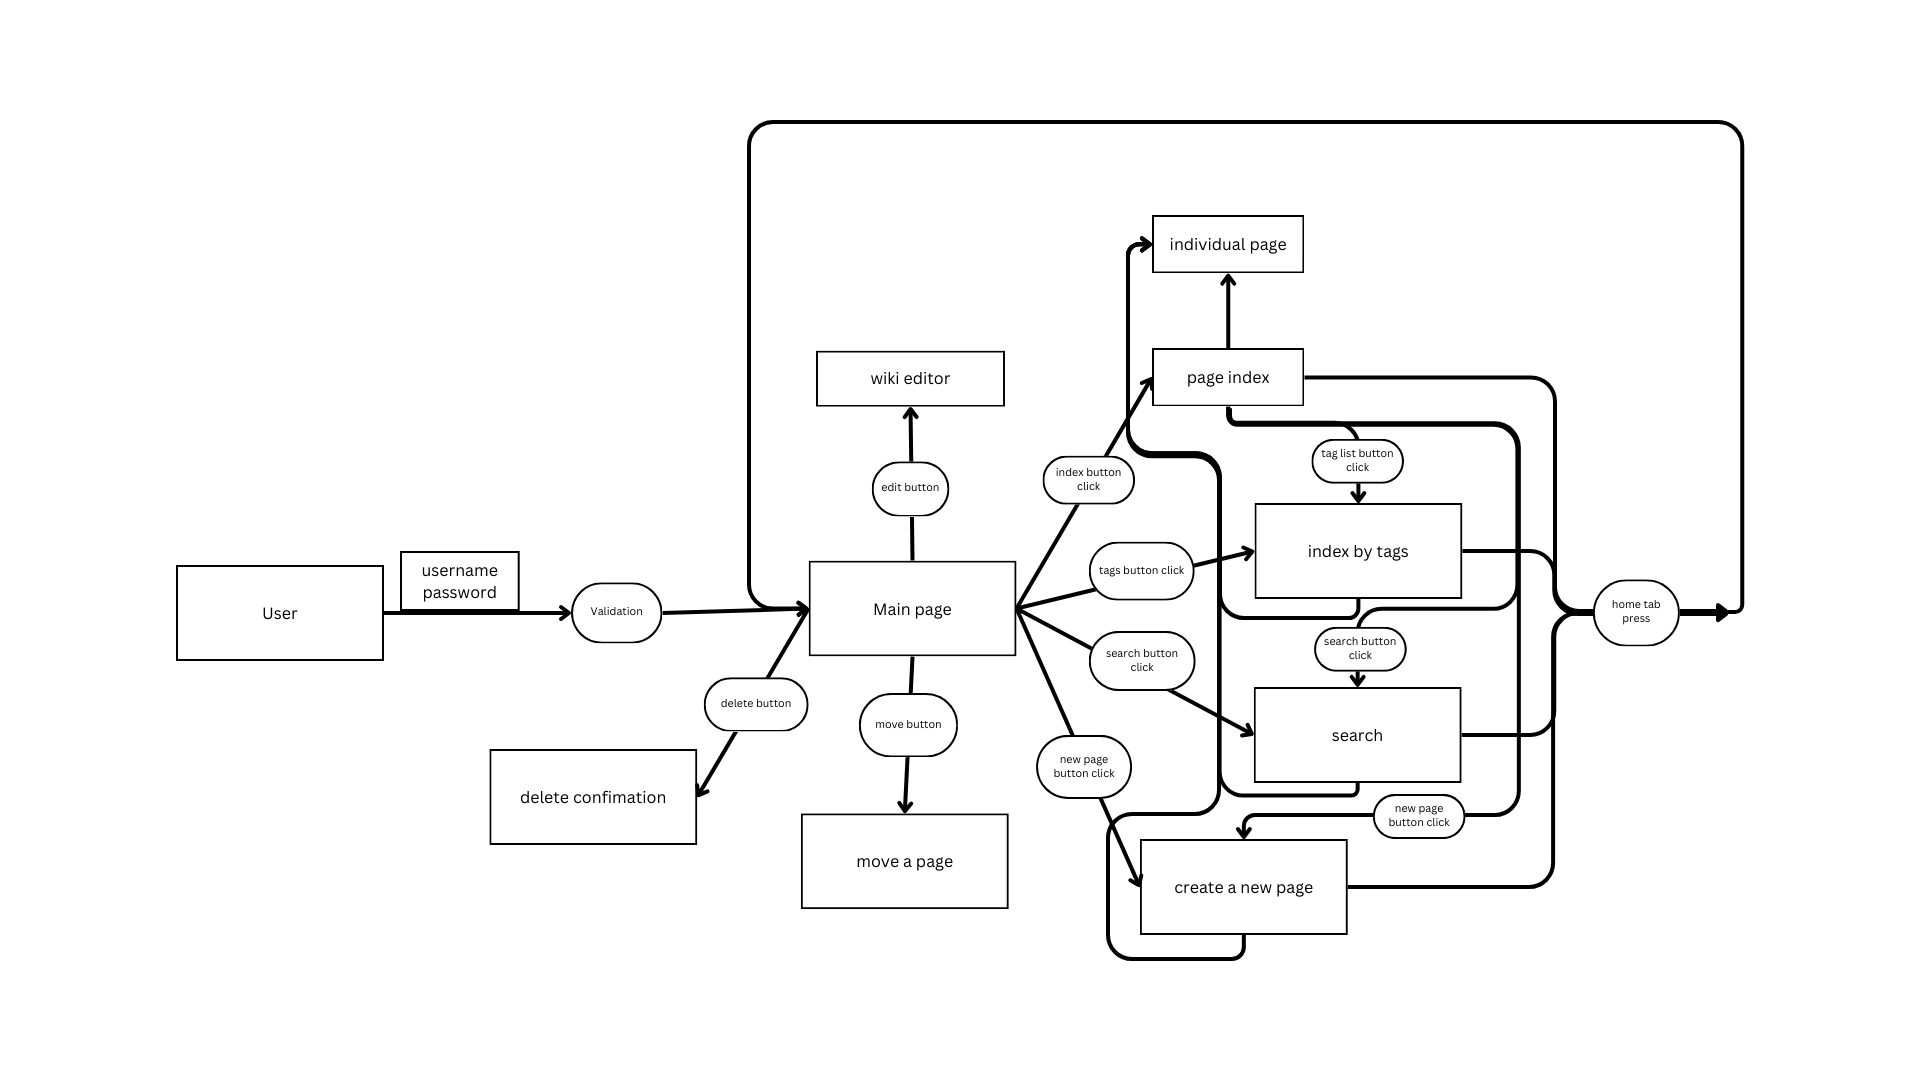 individual page
wiki editor
page index
tag list button
click
index button
click
edit button
username
password
User
Validation
Main page
tags button click
index by tags
home tab
press
search button
click
search button
click
delete button
move button
search
new page
button click
delete confimation
new page
button click
move a page
create a new page